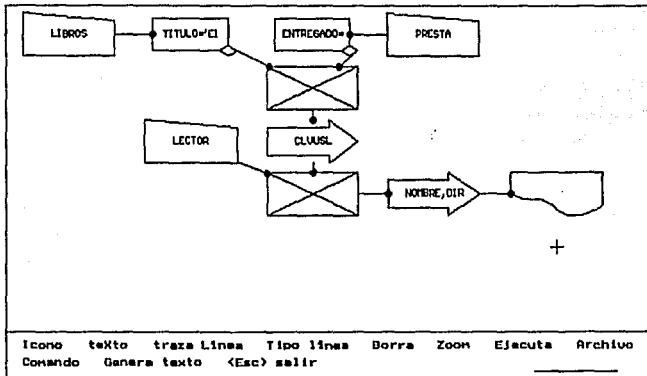 LIBROS
TITULO='El
ENTREGADO=
PRESTA
LECTOR
CLVUSL
NOMBRE,DIR
Icono teXto traza Linea Tipo linea Borra Zoom Ejecuta Archivo
Comando Genera texto <Esc> salir